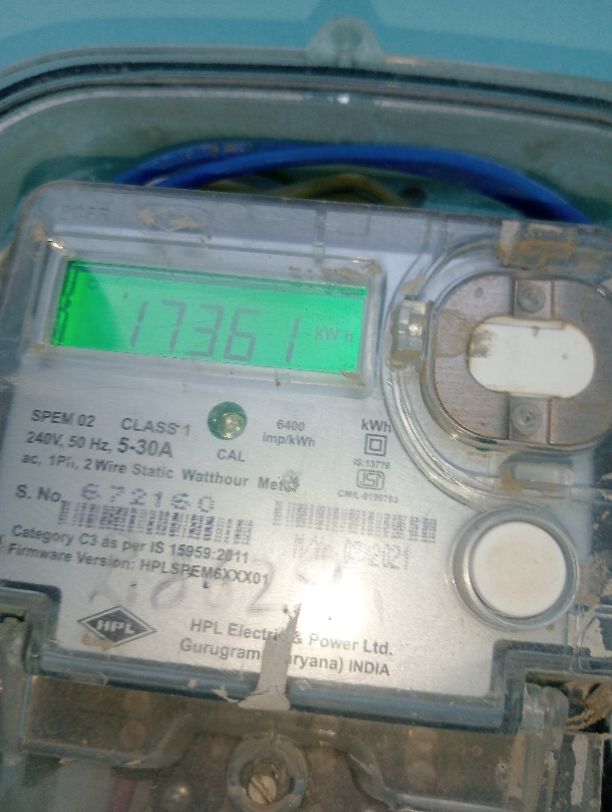 17361 kWh
SPEM 02 CLASS 1
240V, 50 Hz, 5-30A
ac, 1Ph, 2 Wire Static Watthour Meter
CAL
6400
imp/kWh
kWh
IS:13779
ISI
S. No. 672160
Category C3 as per IS 15959:2011
Firmware Version: HPLSPEM6XXX01
HPL
HPL Electric & Power Ltd.
Gurugram (Haryana) INDIA